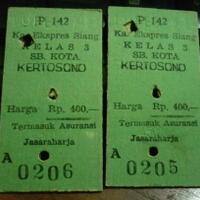 P 142
Ka. Ekspres Siang
KELAS 3
SB. KOTA
KERTOSONO
Harga Rp. 400,—
Termasuk Asuransi
Jasaraharja
A
0206
P 142
Ka. Ekspres Siang
KELAS 3
SB. KOTA
KERTOSONO
Harga Rp. 400,—
Termasuk Asuransi
Jasaraharja
A
0205